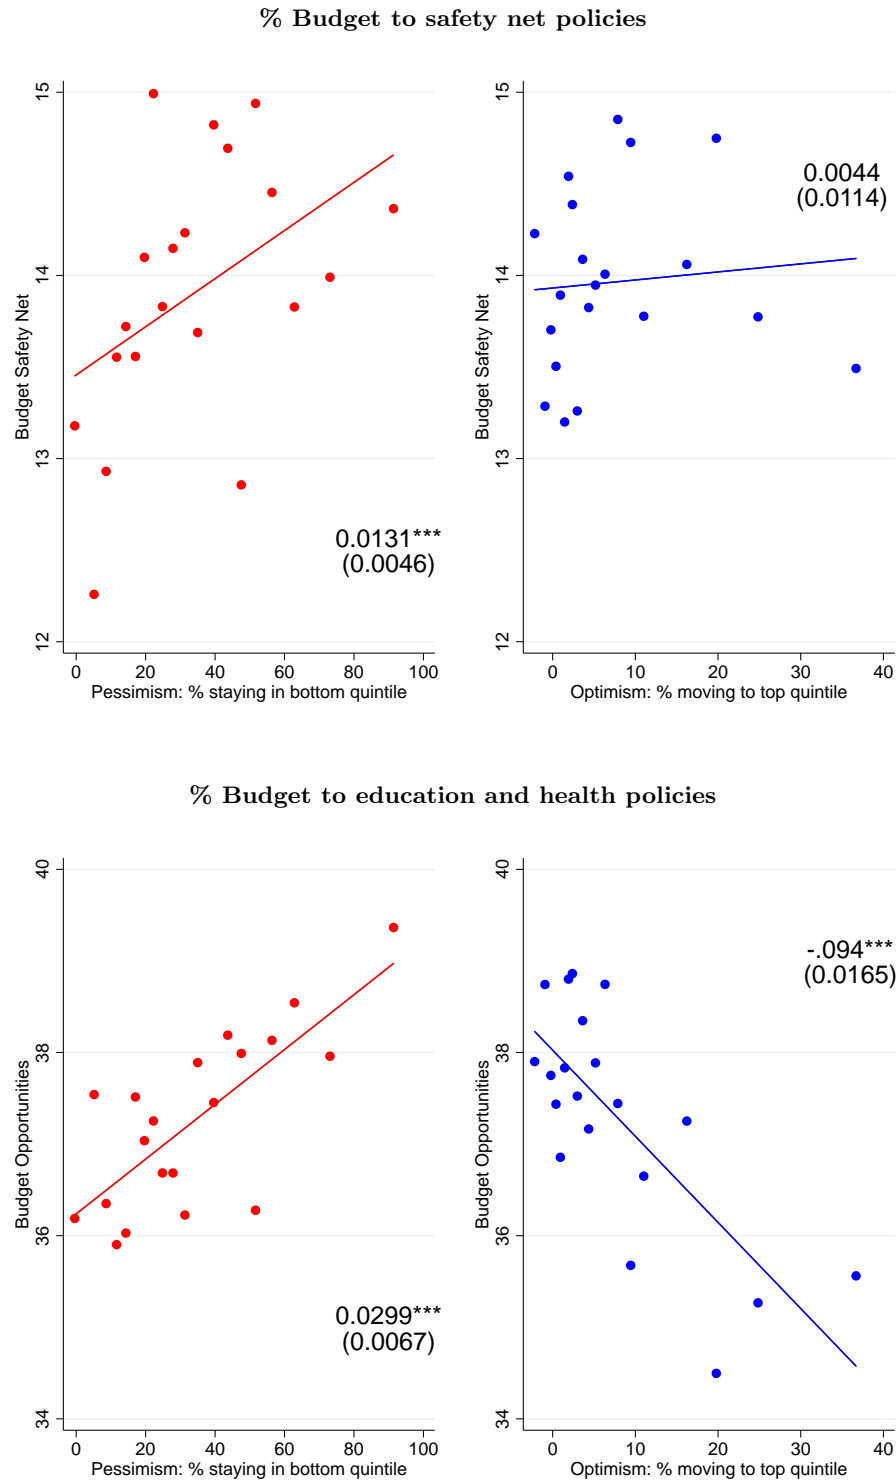 % Budget to safety net policies
15
14
13
12
Budget Safety Net
0.0131***
(0.0046)
0 20 40 60 80 100
Pessimism: % staying in bottom quintile
15
14
13
12
Budget Safety Net
0.0044
(0.0114)
0 10 20 30 40
Optimism: % moving to top quintile
% Budget to education and health policies
40
38
36
34
Budget Opportunities
0.0299***
(0.0067)
0 20 40 60 80 100
Pessimism: % staying in bottom quintile
40
38
36
34
Budget Opportunities
-.094***
(0.0165)
0 10 20 30 40
Optimism: % moving to top quintile